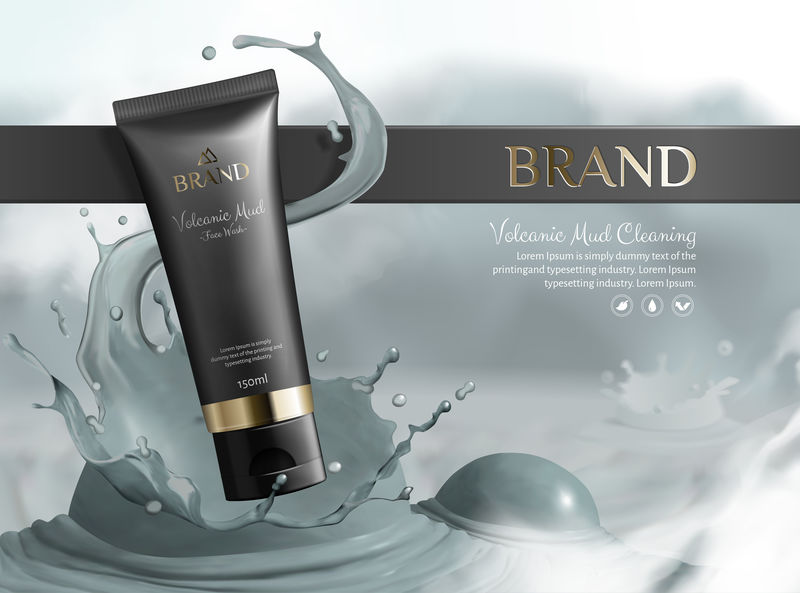 BRAND
Volcanic Mud
-Face Wash-
Lorem Ipsum is simply
dummy text of the printing and
typesetting industry.
150ml
BRAND
Volcanic Mud Cleaning
Lorem Ipsum is simply dummy text of the
printingand typesetting industry. Lorem Ipsum
typesetting industry. Lorem Ipsum.